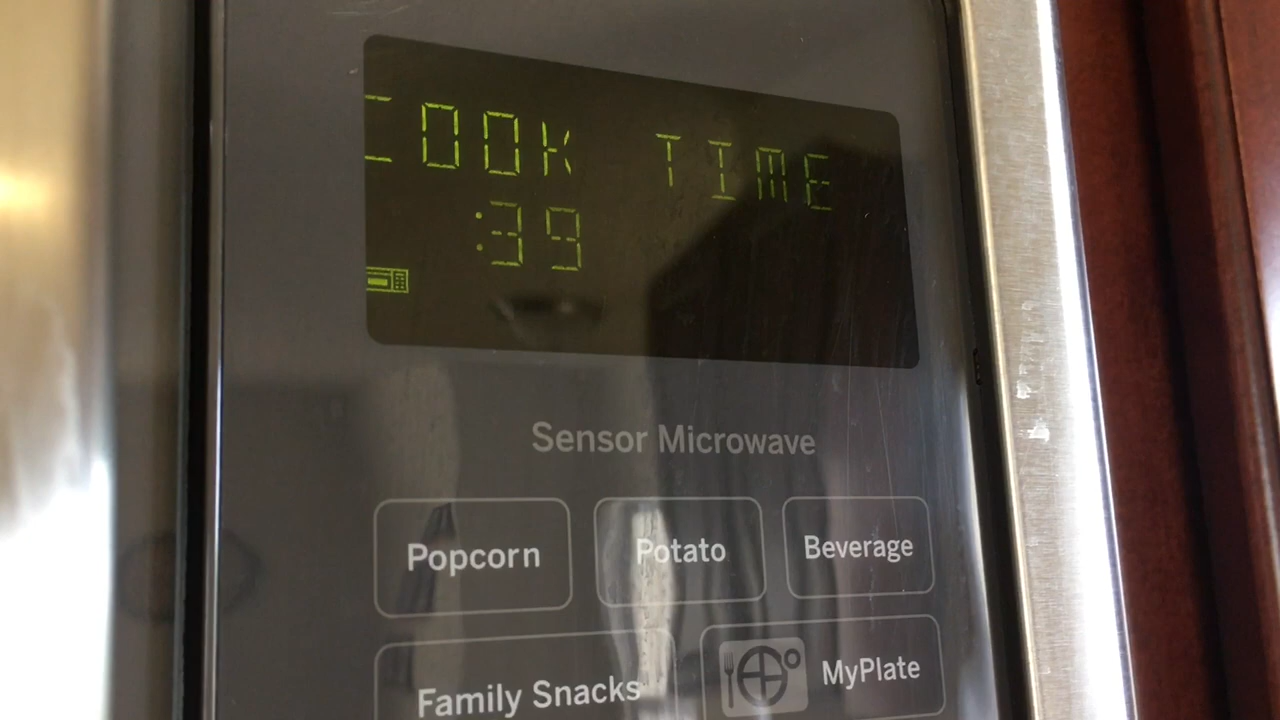 COOK TIME
:39
Sensor Microwave
Popcorn
Potato
Beverage
Family Snacks
MyPlate